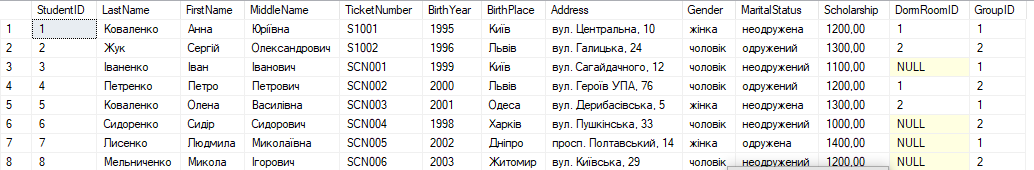 StudentID LastName FirstName MiddleName TicketNumber BirthYear BirthPlace Address Gender MaritalStatus Scholarship DormRoomID GroupID
1 1 Коваленко Анна Юріївна S1001 1995 Київ вул. Центральна, 10 жінка неодружена 1200,00 1 1
2 2 Жук Сергій Олександрович S1002 1996 Львів вул. Галицька, 24 чоловік одружений 1300,00 2 2
3 3 Іваненко Іван Іванович SCN001 1999 Київ вул. Сагайдачного, 12 чоловік неодружений 1100,00 NULL 1
4 4 Петренко Петро Петрович SCN002 2000 Львів вул. Героїв УПА, 76 чоловік одружений 1200,00 1 2
5 5 Коваленко Олена Василівна SCN003 2001 Одеса вул. Дерибасівська, 5 жінка неодружена 1300,00 2 1
6 6 Сидоренко Сидір Сидорович SCN004 1998 Харків вул. Пушкінська, 33 чоловік неодружений 1000,00 NULL 2
7 7 Лисенко Людмила Миколаївна SCN005 2002 Дніпро просп. Полтавський, 14 жінка одружена 1400,00 NULL 1
8 8 Мельниченко Микола Ігорович SCN006 2003 Житомир вул. Київська, 29 чоловік неодружений 1200,00 NULL 2